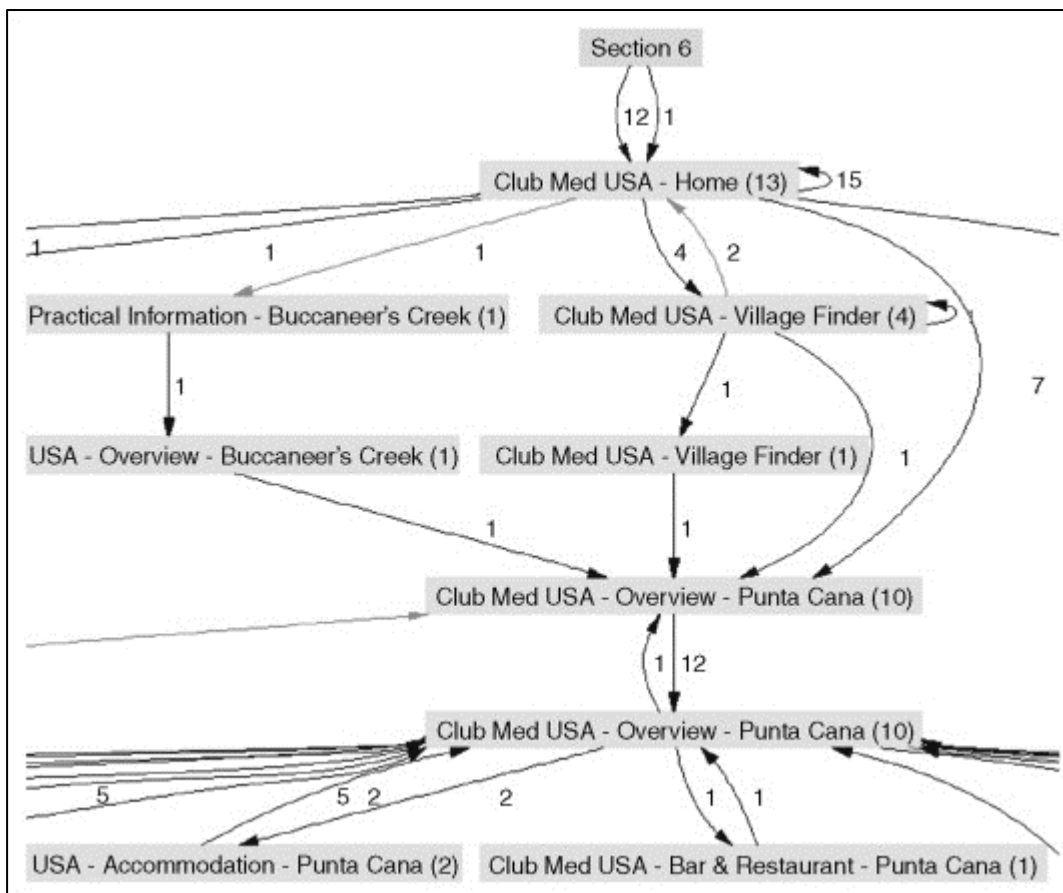 Section 6
12 1
Club Med USA - Home (13) 15
1 1 1 4 2
Practical Information - Buccaneer's Creek (1) Club Med USA - Village Finder (4)
1 1 7
USA - Overview - Buccaneer's Creek (1) Club Med USA - Village Finder (1) 1
1 1
Club Med USA - Overview - Punta Cana (10)
1 12
Club Med USA - Overview - Punta Cana (10)
5 5 2 2 1 1
USA - Accommodation - Punta Cana (2) Club Med USA - Bar & Restaurant - Punta Cana (1)